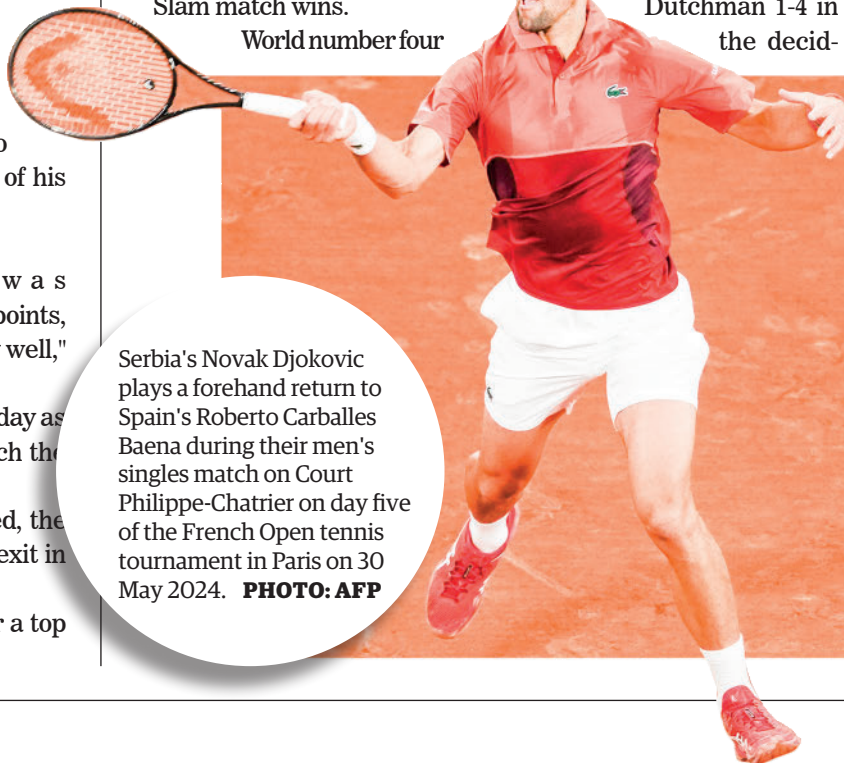 Slam match wins.
World number four
Dutchman 1-4 in
the decid-
of his
w a s
points,
well,"
day as
the
the
exit in
a top
Serbia's Novak Djokovic
plays a forehand return to
Spain's Roberto Carballes
Baena during their men's
singles match on Court
Philippe-Chatrier on day five
of the French Open tennis
tournament in Paris on 30
May 2024. PHOTO: AFP